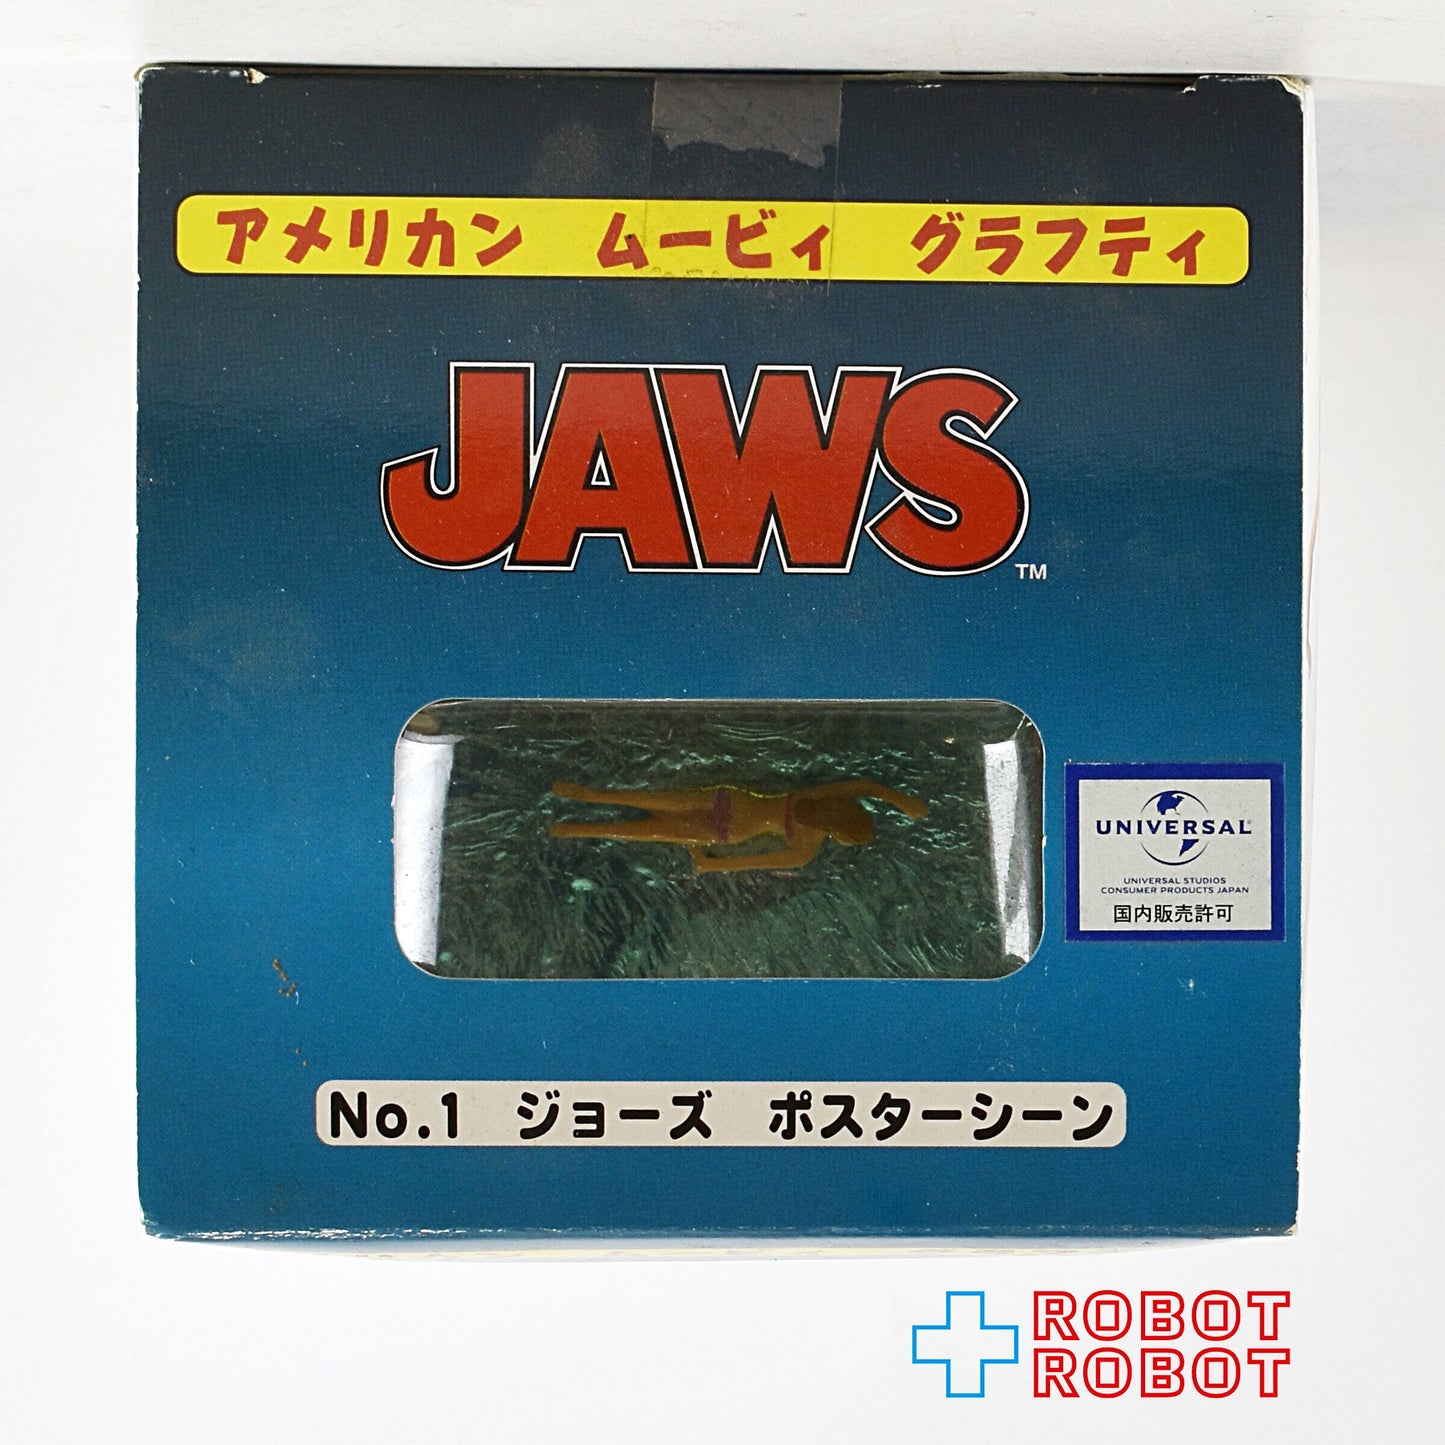 アメリカン ムービィ グラフティ
JAWS
TM
UNIVERSAL
UNIVERSAL STUDIOS
CONSUMER PRODUCTS JAPAN
国内販売許可
No.1 ジョーズ ポスターシーン
ROBOT
ROBOT